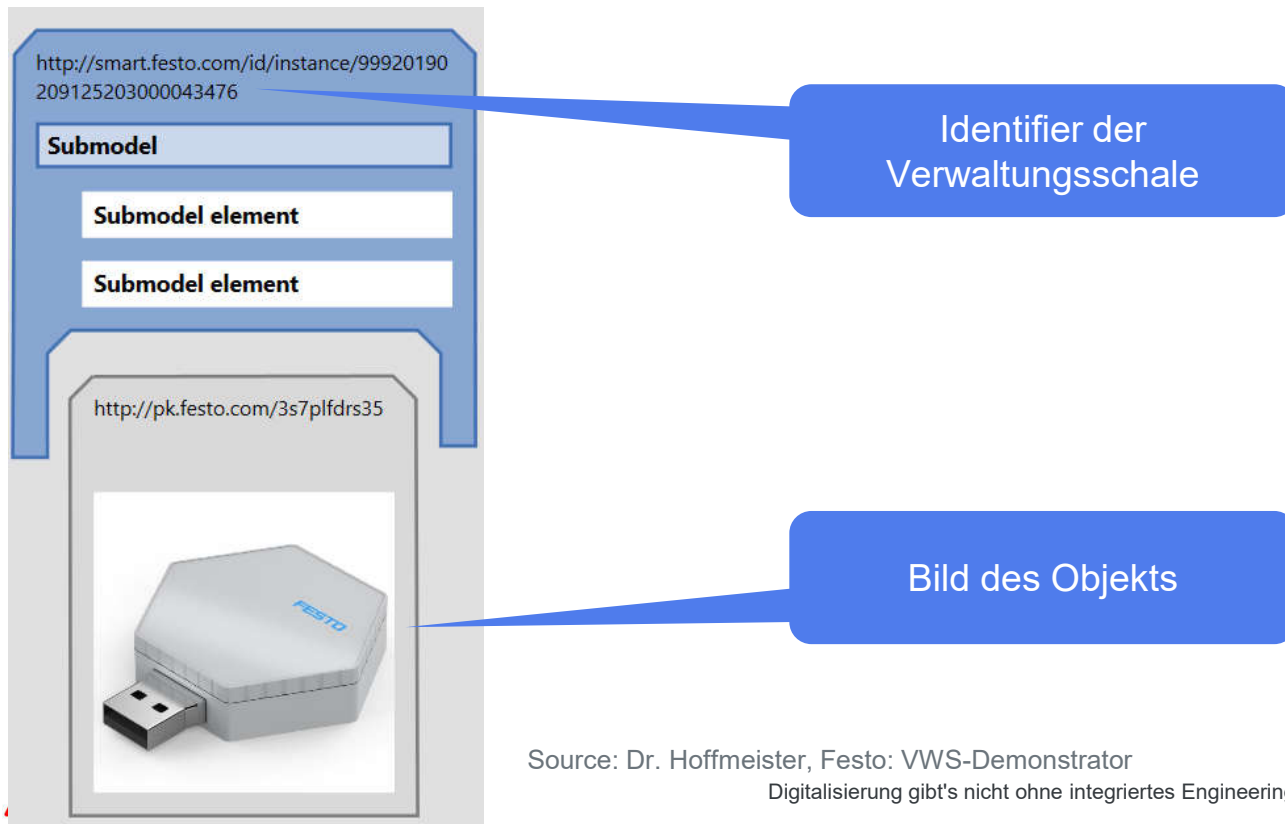 http://smart.festo.com/id/instance/99920190
209125203000043476
Submodel
Submodel element
Submodel element
http://pk.festo.com/3s7plfdrs35
FESTO
Identifier der
Verwaltungsschale
Bild des Objekts
Source: Dr. Hoffmeister, Festo: VWS-Demonstrator
Digitalisierung gibt's nicht ohne integriertes Engineering